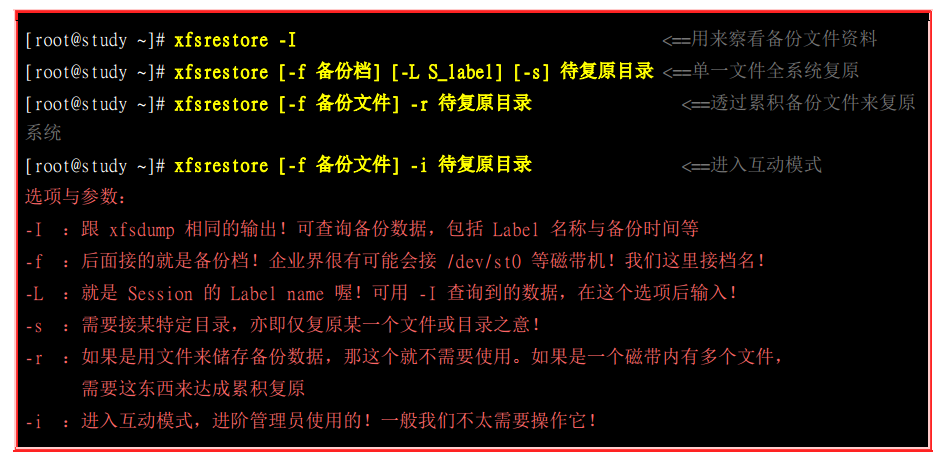 [root@study ~]# xfsrestore -I <==用来察看备份文件资料
[root@study ~]# xfsrestore [-f 备份档] [-L S_label] [-s] 待复原目录 <==单一文件全系统复原
[root@study ~]# xfsrestore [-f 备份文件] -r 待复原目录 <==透过累积备份文件来复原
系统
[root@study ~]# xfsrestore [-f 备份文件] -i 待复原目录 <==进入互动模式
选项与参数：
-I ：跟 xfsdump 相同的输出！可查询备份数据，包括 Label 名称与备份时间等
-f ：后面接的就是备份档！企业界很有可能会接 /dev/st0 等磁带机！我们这里接档名！
-L ：就是 Session 的 Label name 喔！可用 -I 查询到的数据，在这个选项后输入！
-s ：需要接某特定目录，亦即仅复原某一个文件或目录之意！
-r ：如果是用文件来储存备份数据，那这个就不需要使用。如果是一个磁带内有多个文件，
需要这东西来达成累积复原
-i ：进入互动模式，进阶管理员使用的！一般我们不太需要操作它！